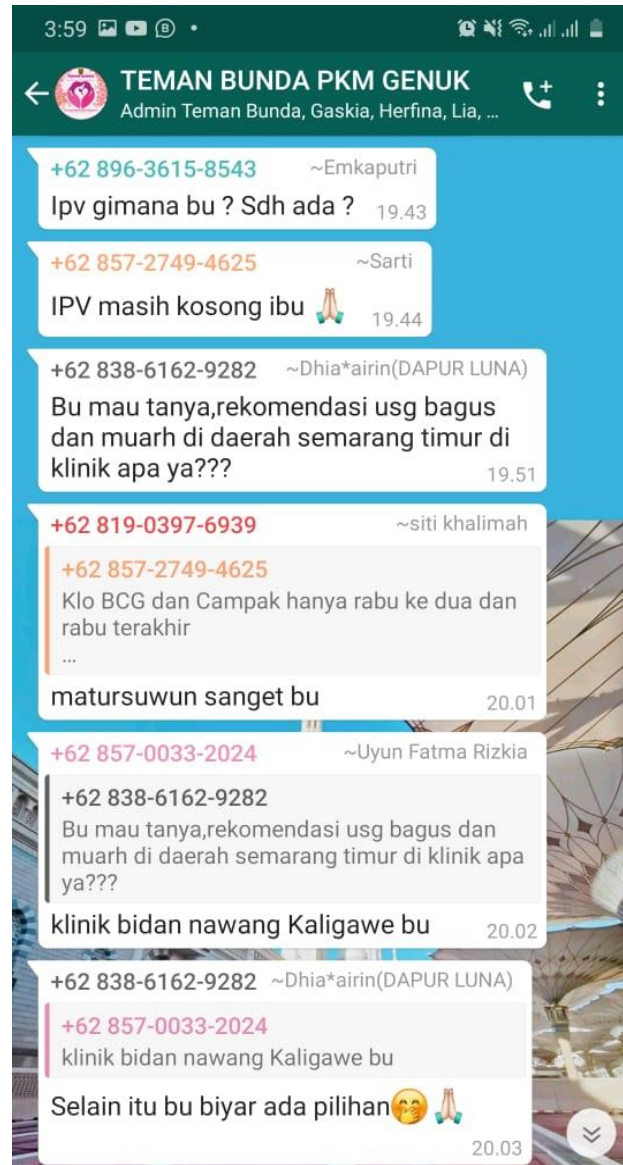 3:59
TEMAN BUNDA PKM GENUK
Admin Teman Bunda, Gaskia, Herfina, Lia, ...
+62 896-3615-8543 ~Emkaputri
Ipv gimana bu ? Sdh ada ? 19.43
+62 857-2749-4625 ~Sarti
IPV masih kosong ibu 🙏🏻 19.44
+62 838-6162-9282 ~Dhia*airin(DAPUR LUNA)
Bu mau tanya,rekomendasi usg bagus
dan muarh di daerah semarang timur di
klinik apa ya??? 19.51
+62 819-0397-6939 ~siti khalimah
+62 857-2749-4625
Klo BCG dan Campak hanya rabu ke dua dan
rabu terakhir
...
matursuwun sanget bu 20.01
+62 857-0033-2024 ~Uyun Fatma Rizkia
+62 838-6162-9282
Bu mau tanya,rekomendasi usg bagus dan
muarh di daerah semarang timur di klinik apa
ya???
klinik bidan nawang Kaligawe bu 20.02
+62 838-6162-9282 ~Dhia*airin(DAPUR LUNA)
+62 857-0033-2024
klinik bidan nawang Kaligawe bu
Selain itu bu biyar ada pilihan🤭🙏🏻
20.03